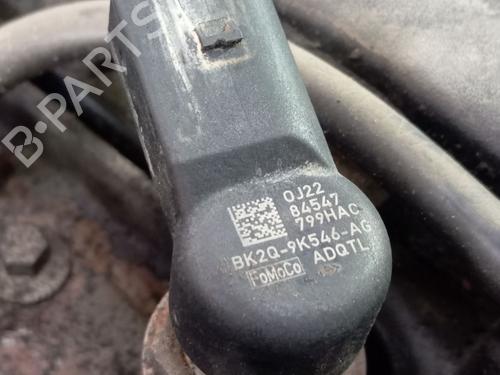 B-PARTS
0J22
84547
799HAC
BK2Q-9K546-AG
FoMoCo ADQTL